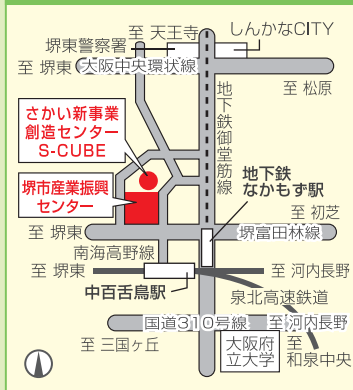 至 天王寺
しんかなCITY
堺東警察署
至 堺東
大阪中央環状線
至 松原
さかい新事業
創造センター
S-CUBE
地下鉄御堂筋線
堺市産業振興
センター
地下鉄
なかもず駅
至 初芝
至 堺東
堺富田林線
南海高野線
至 堺東
至 河内長野
中百舌鳥駅
泉北高速鉄道
国道310号線
至 河内長野
至 三国ヶ丘
大阪府
立大学
至
和泉中央